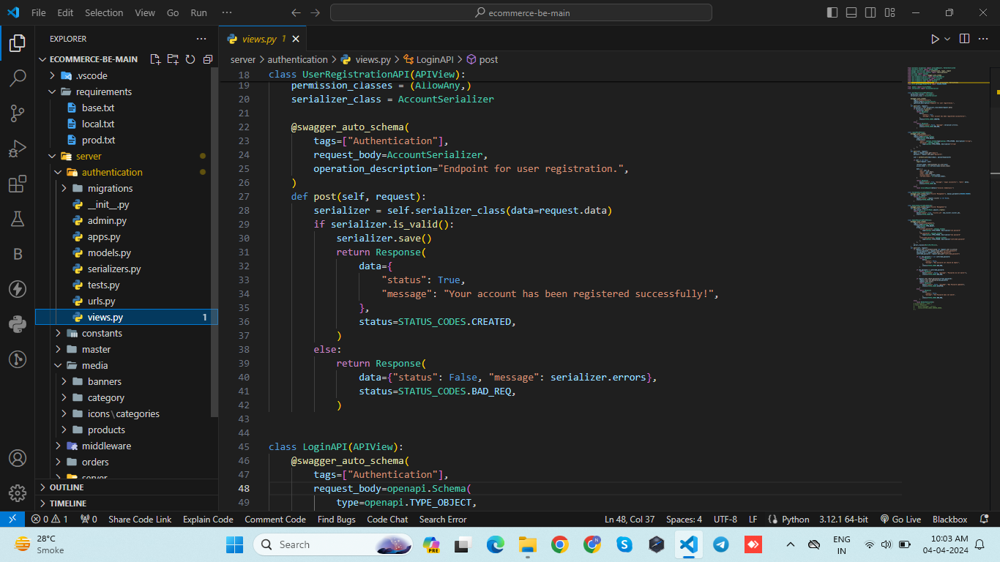 File Edit Selection View Go Run ···
ecommerce-be-main
EXPLORER
views.py 1
ECOMMERCE-BE-MAIN
.vscode
requirements
base.txt
local.txt
prod.txt
server
authentication
migrations
__init__.py
admin.py
apps.py
models.py
serializers.py
tests.py
urls.py
views.py 1
constants
master
media
banners
category
icons\categories
products
middleware
orders
server
OUTLINE
TIMELINE
server > authentication > views.py > LoginAPI > post
18 class UserRegistrationAPI(APIView):
19 permission_classes = (AllowAny,)
20 serializer_class = AccountSerializer
21
22 @swagger_auto_schema(
23 tags=["Authentication"],
24 request_body=AccountSerializer,
25 operation_description="Endpoint for user registration.",
26 )
27 def post(self, request):
28 serializer = self.serializer_class(data=request.data)
29 if serializer.is_valid():
30 serializer.save()
31 return Response(
32 data={
33 "status": True,
34 "message": "Your account has been registered successfully!",
35 },
36 status=STATUS_CODES.CREATED,
37 )
38 else:
39 return Response(
40 data={"status": False, "message": serializer.errors},
41 status=STATUS_CODES.BAD_REQ,
42 )
43
44
45 class LoginAPI(APIView):
46 @swagger_auto_schema(
47 tags=["Authentication"],
48 request_body=openapi.Schema(
49 type=openapi.TYPE_OBJECT,
0 1 0 Share Code Link Explain Code Comment Code Find Bugs Code Chat Search Error Ln 48, Col 37 Spaces: 4 UTF-8 LF Python 3.12.1 64-bit Go Live Blackbox
28°C
Smoke
Search
PRE
ENG
IN
10:03 AM
04-04-2024